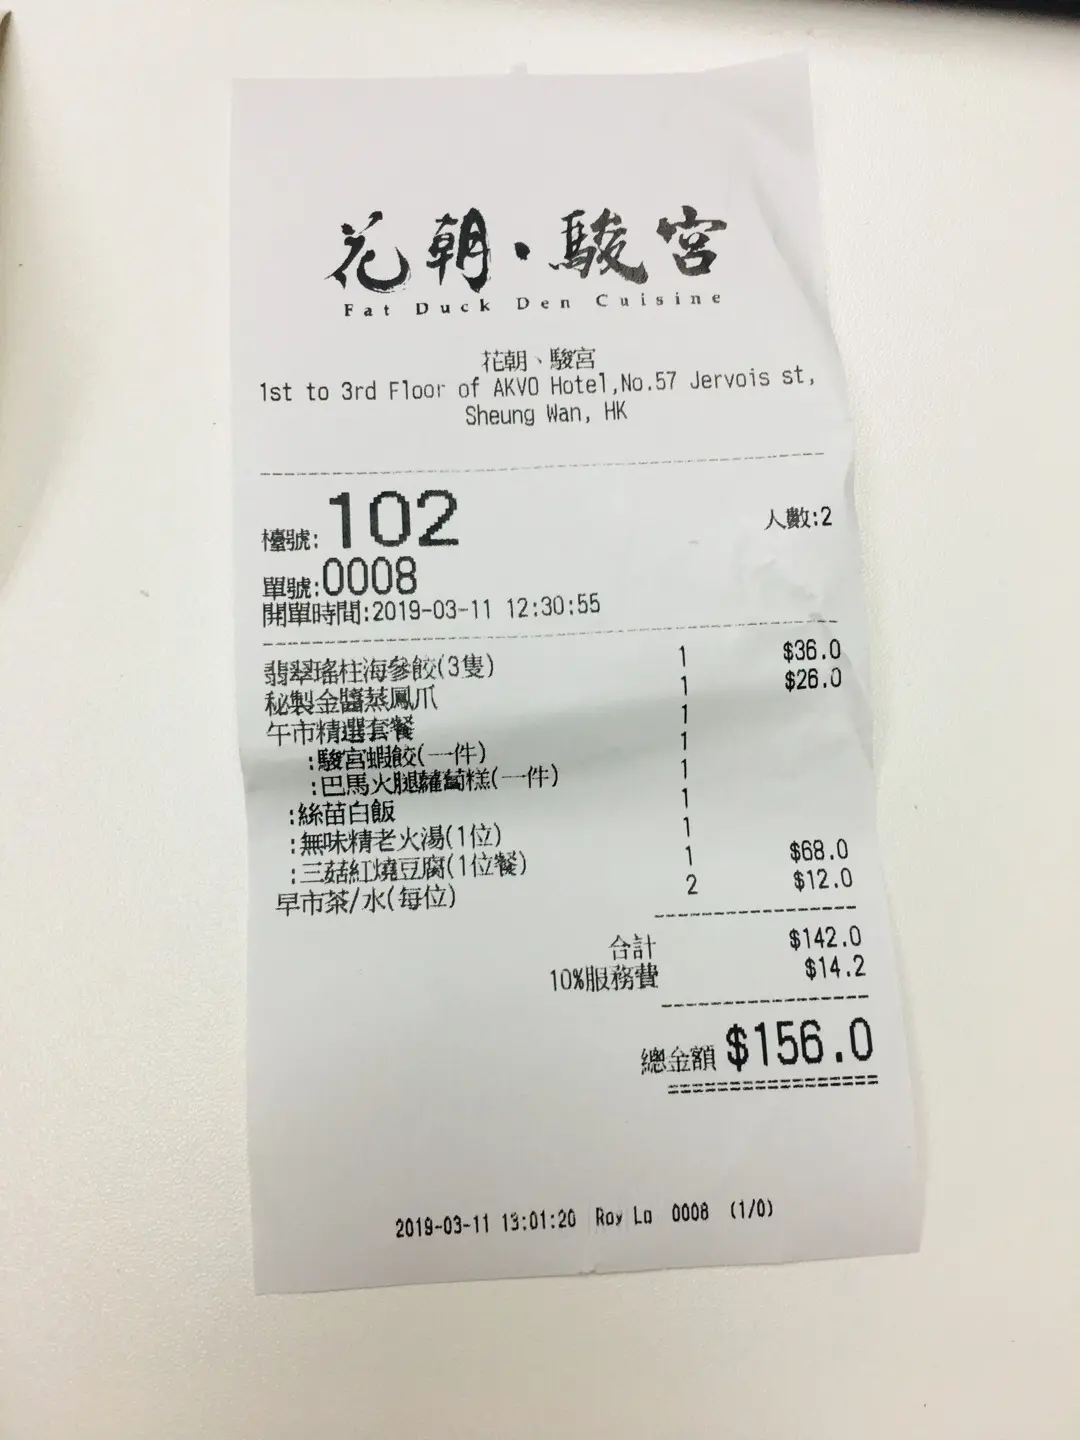 花朝·駿宮
Fat Duck Den Cuisine
花朝、駿宮
1st to 3rd Floor of AKVO Hotel,No.57 Jervois st,
Sheung Wan, HK
檯號:102 人數:2
單號:0008
開單時間:2019-03-11 12:30:55
翡翠瑤柱海參餃(3隻) 1 $36.0
秘製金醬蒸鳳爪 1 $26.0
午市精選套餐 1
:駿宮蝦餃(一件) 1
:巴馬火腿蘿蔔糕(一件) 1
:絲苗白飯 1
:無味精老火湯(1位) 1
:三菇紅燒豆腐(1位餐) 1 $68.0
早市茶/水(每位) 2 $12.0
合計 $142.0
10%服務費 $14.2
總金額 $156.0
2019-03-11 13:01:20 Ray La 0008 (1/0)